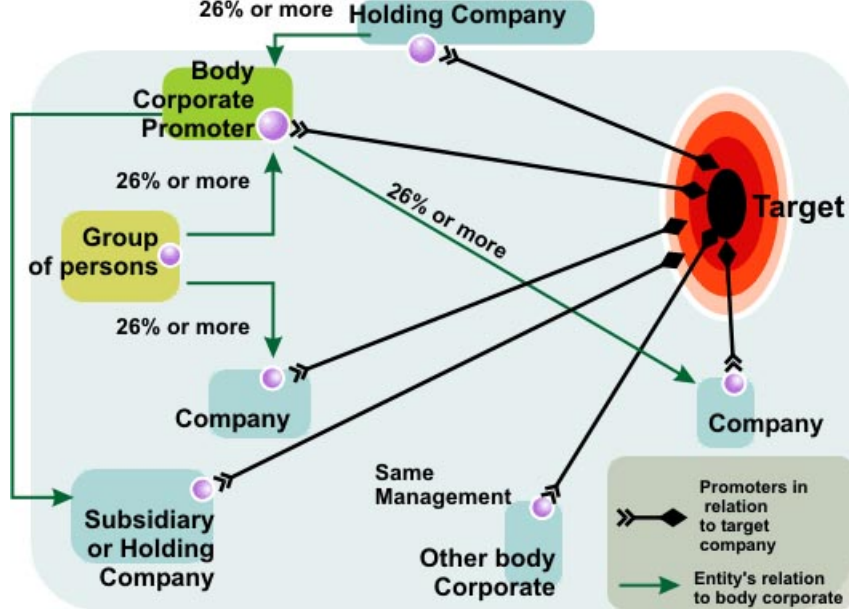 26% or more
Holding Company
Body
Corporate
Promoter
26% or more
26% or more
Target
Group
of persons
26% or more
Company
Company
Same
Management
Subsidiary
or Holding
Company
Other body
Corporate
Promoters in
relation
to target
company
Entity's relation
to body corporate